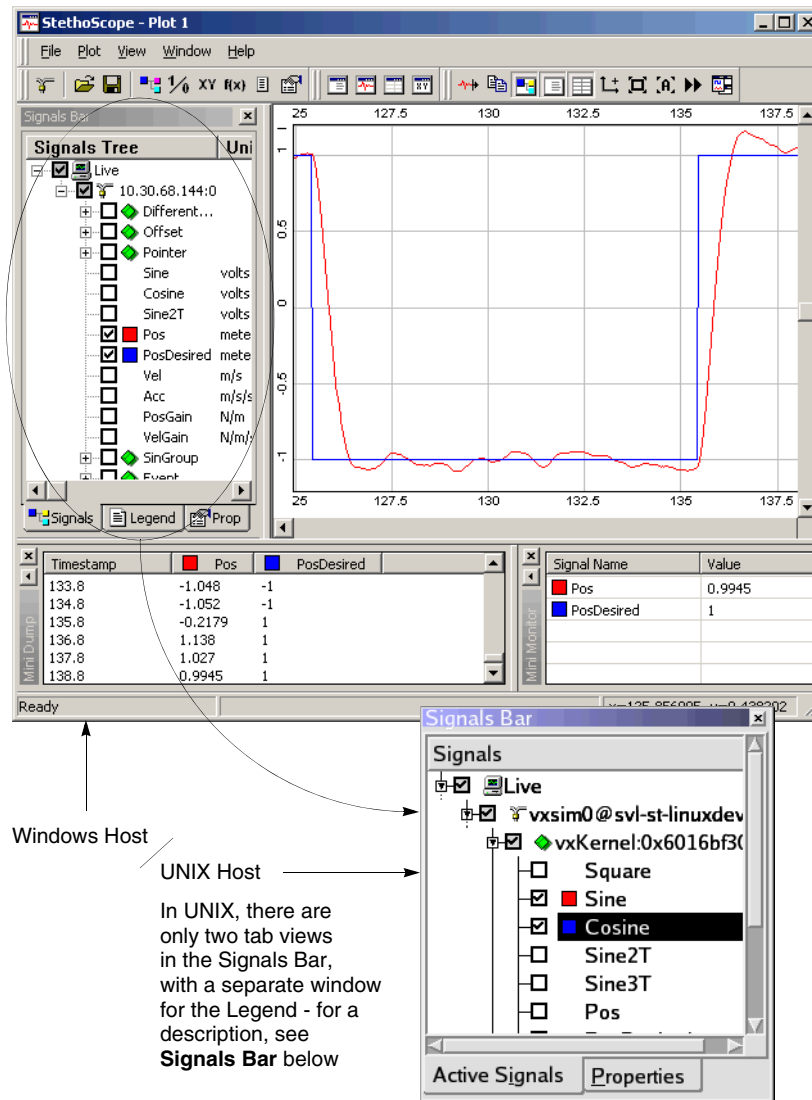 StethoScope - Plot 1
File Plot View Window Help
1/0 XY f(x) XY [A]
Signals Bar
Signals Tree Uni
Live
10.30.68.144:0
Different...
Offset
Pointer
Sine volts
Cosine volts
Sine2T volts
Pos mete
PosDesired mete
Vel m/s
Acc m/s/s
PosGain N/m
VelGain N/m/
SinGroup
Event
Signals Legend Prop
25 127.5 130 132.5 135 137.5
1
0.5
0
-0.5
-1
25 127.5 130 132.5 135 137.5
Mini Dump
Timestamp Pos PosDesired
133.8 -1.048 -1
134.8 -1.052 -1
135.8 -0.2179 1
136.8 1.138 1
137.8 1.027 1
138.8 0.9945 1
Mini Monitor
Signal Name Value
Pos 0.9945
PosDesired 1
Ready
Signals Bar
Signals
Live
vxsim0@svl-st-linuxdev
vxKernel:0x6016bf30
Square
Sine
Cosine
Sine2T
Sine3T
Pos
Active Signals Properties
Windows Host
UNIX Host
In UNIX, there are
only two tab views
in the Signals Bar,
with a separate window
for the Legend - for a
description, see
Signals Bar below